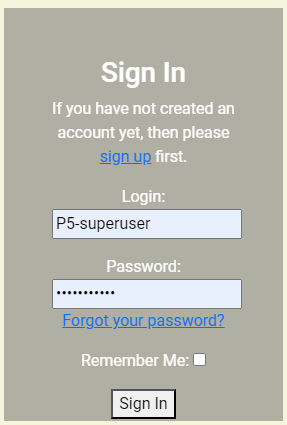 Sign In
If you have not created an
account yet, then please
sign up first.
Login:
P5-superuser
Password:
•••••••••••
Forgot your password?
Remember Me:
Sign In